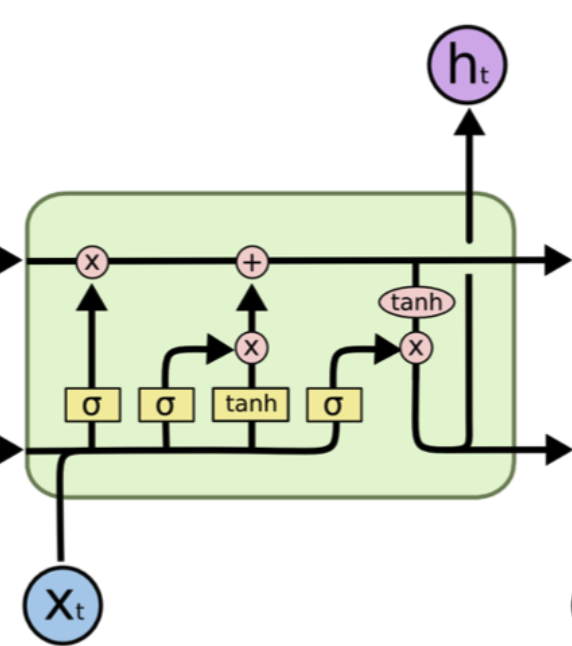 ht
x +
tanh
x x
σ σ tanh σ
xt